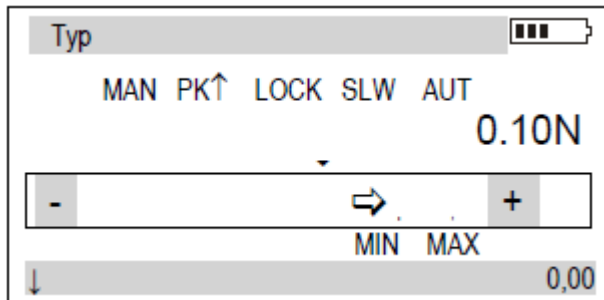 Typ
MAN PK↑ LOCK SLW AUT
0.10N
- +
MIN MAX
↓ 0,00